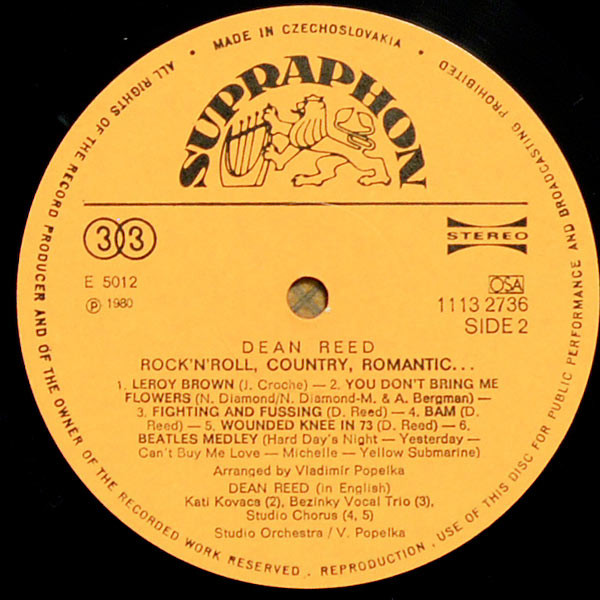 ALL RIGHTS OF THE RECORD PRODUCER AND OF THE OWNER OF THE RECORDED WORK RESERVED. REPRODUCTION. USE OF THIS DISC FOR PUBLIC PERFORMANCE AND BROADCASTING PROHIBITED
• MADE IN CZECHOSLOVAKIA •
SUPRAPHON
33
STEREO
E 5012
OSA
Ⓟ 1980
1113 2736
SIDE 2
DEAN REED
ROCK'N'ROLL, COUNTRY, ROMANTIC...
1. LEROY BROWN (J. Croche) — 2. YOU DON'T BRING ME
FLOWERS (N. Diamond/N. Diamond-M. & A. Bergman) —
3. FIGHTING AND FUSSING (D. Reed) — 4. BAM (D.
Reed) — 5. WOUNDED KNEE IN 73 (D. Reed) — 6.
BEATLES MEDLEY (Hard Day's Night — Yesterday —
Can't Buy Me Love — Michelle — Yellow Submarine)
Arranged by Vladimír Popelka
DEAN REED (in English)
Kati Kovacs (2), Bezinky Vocal Trio (3),
Studio Chorus (4, 5)
Studio Orchestra / V. Popelka